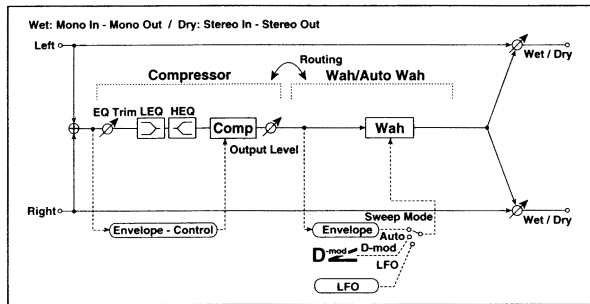 Wet: Mono In - Mono Out / Dry: Stereo In - Stereo Out
Left
Wet / Dry
Routing
Compressor
Wah/Auto Wah
EQ Trim
LEQ
HEQ
Comp
Wah
Output Level
Right
Wet / Dry
Sweep Mode
Envelope - Control
Envelope
Auto
D-mod
D-mod
LFO
LFO